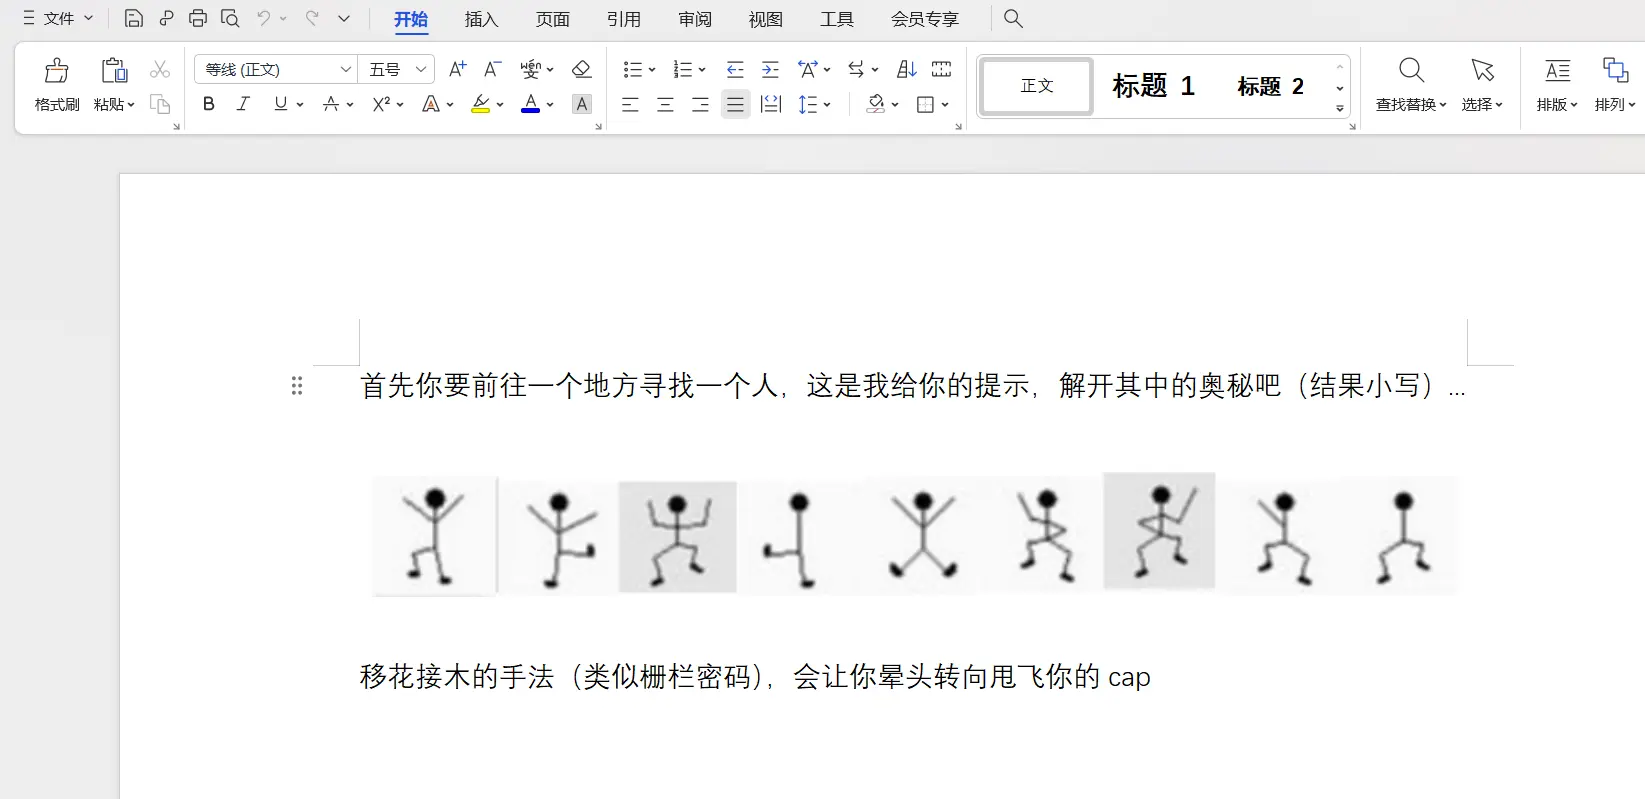 文件 开始 插入 页面 引用 审阅 视图 工具 会员专享
等线 (正文) 五号 A+ A- wén
格式刷 粘贴 B I U A X² A A A 正文 标题 1 标题 2 查找替换 选择 排版 排列
首先你要前往一个地方寻找一个人，这是我给你的提示，解开其中的奥秘吧（结果小写）...
移花接木的手法（类似栅栏密码），会让你晕头转向甩飞你的 cap